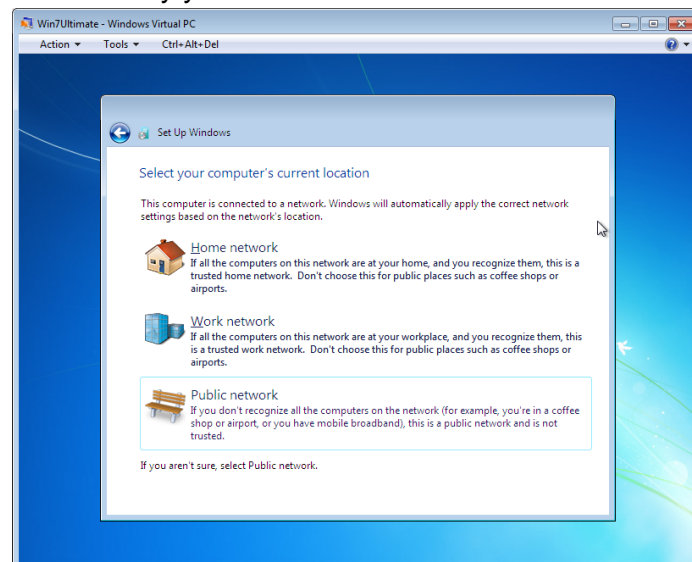 Win7Ultimate - Windows Virtual PC
Action Tools Ctrl+Alt+Del
Set Up Windows
Select your computer's current location
This computer is connected to a network. Windows will automatically apply the correct network
settings based on the network's location.
Home network
If all the computers on this network are at your home, and you recognize them, this is a
trusted home network. Don't choose this for public places such as coffee shops or
airports.
Work network
If all the computers on this network are at your workplace, and you recognize them, this
is a trusted work network. Don't choose this for public places such as coffee shops or
airports.
Public network
If you don't recognize all the computers on the network (for example, you're in a coffee
shop or airport, or you have mobile broadband), this is a public network and is not
trusted.
If you aren't sure, select Public network.